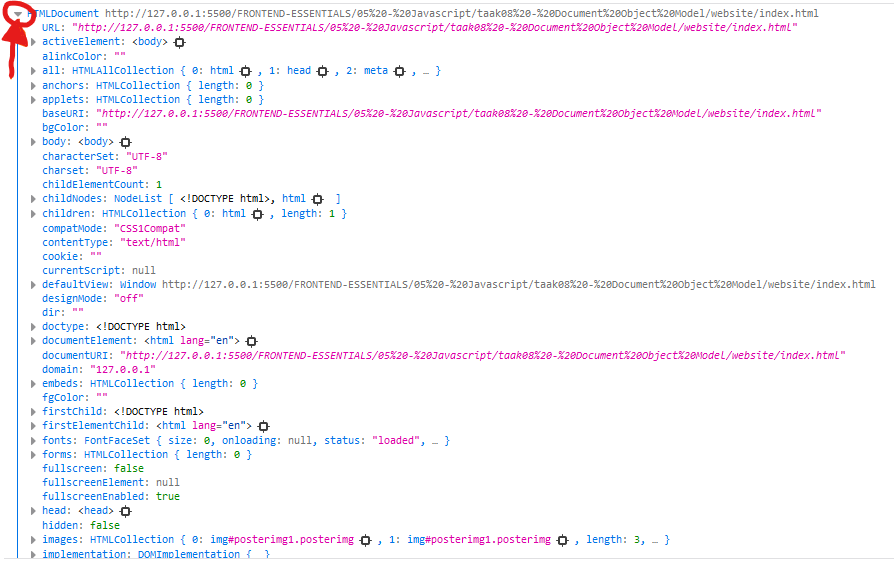 HTMLDocument http://127.0.0.1:5500/FRONTEND-ESSENTIALS/05%20-%20Javascript/taak08%20-%20Document%20Object%20Model/website/index.html
URL: "http://127.0.0.1:5500/FRONTEND-ESSENTIALS/05%20-%20Javascript/taak08%20-%20Document%20Object%20Model/website/index.html"
activeElement: <body>
alinkColor: ""
all: HTMLAllCollection { 0: html , 1: head , 2: meta , … }
anchors: HTMLCollection { length: 0 }
applets: HTMLCollection { length: 0 }
baseURI: "http://127.0.0.1:5500/FRONTEND-ESSENTIALS/05%20-%20Javascript/taak08%20-%20Document%20Object%20Model/website/index.html"
bgColor: ""
body: <body>
characterSet: "UTF-8"
charset: "UTF-8"
childElementCount: 1
childNodes: NodeList [ <!DOCTYPE html>, html ]
children: HTMLCollection { 0: html , length: 1 }
compatMode: "CSS1Compat"
contentType: "text/html"
cookie: ""
currentScript: null
defaultView: Window http://127.0.0.1:5500/FRONTEND-ESSENTIALS/05%20-%20Javascript/taak08%20-%20Document%20Object%20Model/website/index.html
designMode: "off"
dir: ""
doctype: <!DOCTYPE html>
documentElement: <html lang="en">
documentURI: "http://127.0.0.1:5500/FRONTEND-ESSENTIALS/05%20-%20Javascript/taak08%20-%20Document%20Object%20Model/website/index.html"
domain: "127.0.0.1"
embeds: HTMLCollection { length: 0 }
fgColor: ""
firstChild: <!DOCTYPE html>
firstElementChild: <html lang="en">
fonts: FontFaceSet { size: 0, onloading: null, status: "loaded", … }
forms: HTMLCollection { length: 0 }
fullscreen: false
fullscreenElement: null
fullscreenEnabled: true
head: <head>
hidden: false
images: HTMLCollection { 0: img#posterimg1.posterimg , 1: img#posterimg1.posterimg , length: 3, … }
implementation: DOMImplementation { }